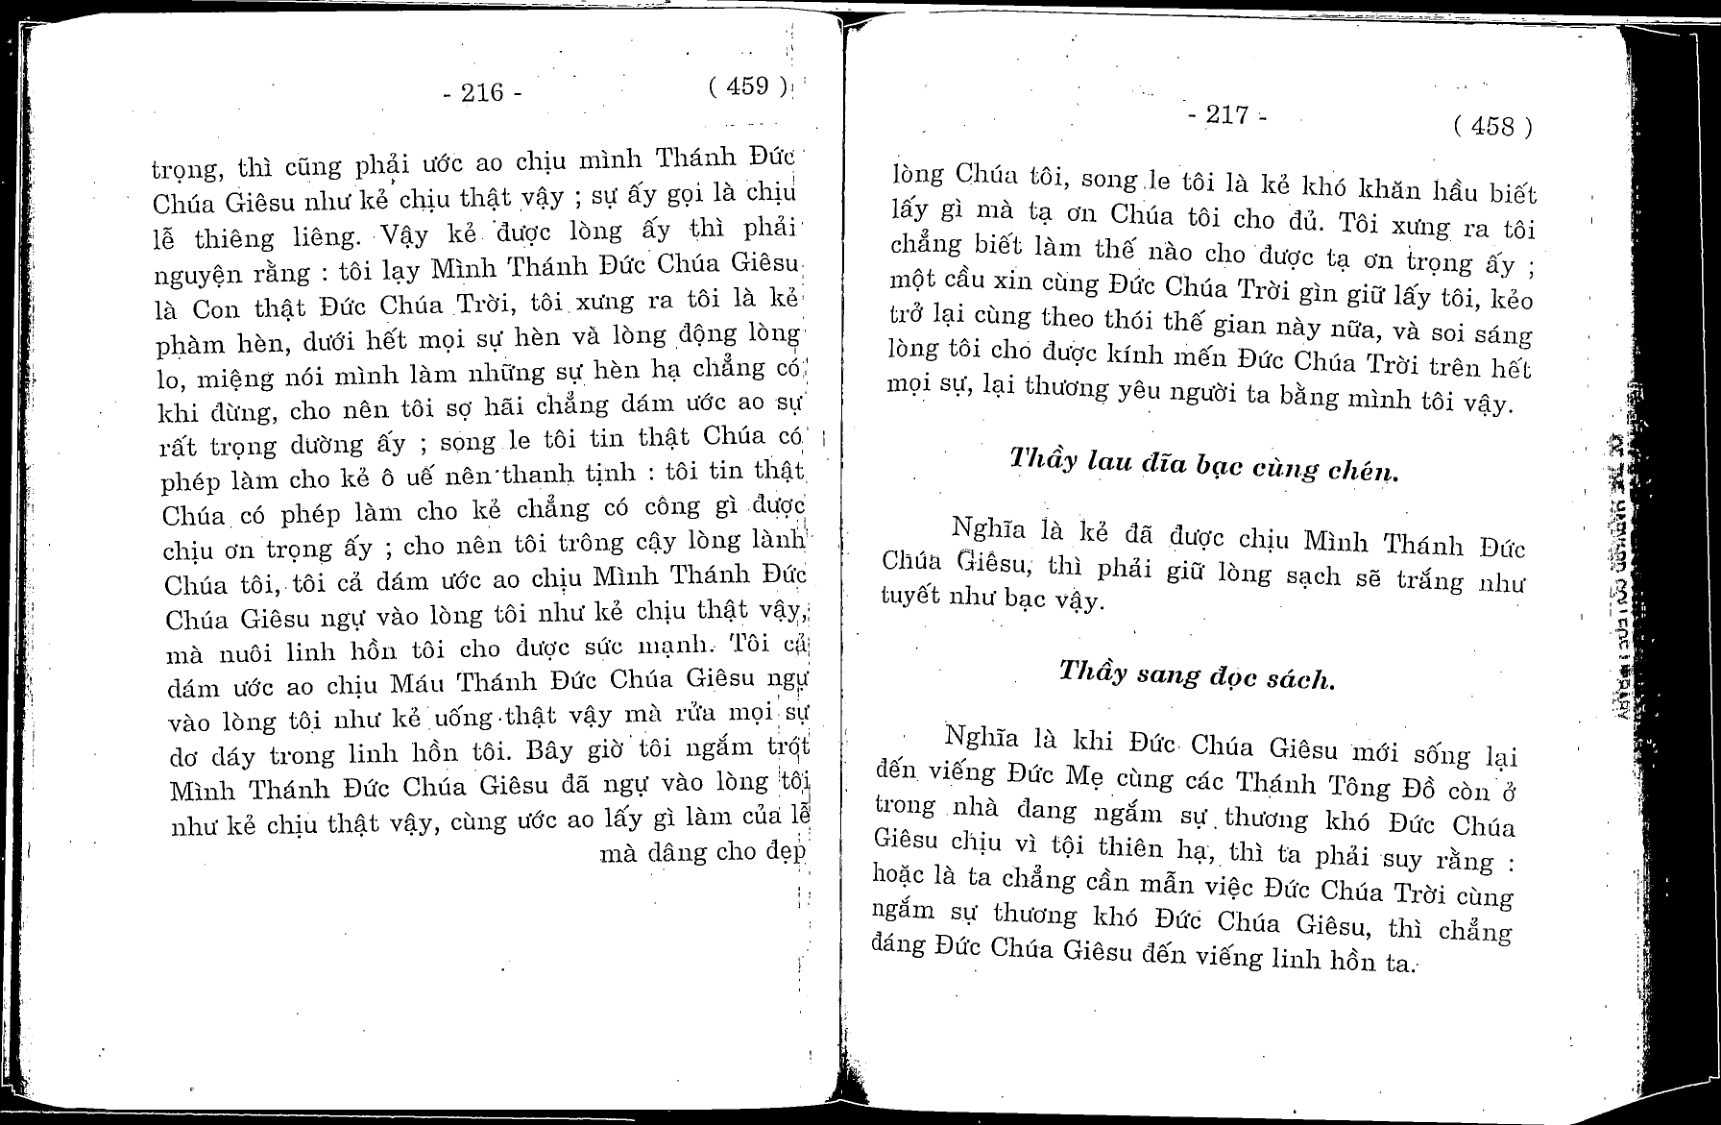 - 216 -
( 459 )
trọng, thì cũng phải ước ao chịu mình Thánh Đức
Chúa Giêsu như kẻ chịu thật vậy ; sự ấy gọi là chịu
lễ thiêng liêng. Vậy kẻ được lòng ấy thì phải
nguyện rằng : tôi lạy Mình Thánh Đức Chúa Giêsu
là Con thật Đức Chúa Trời, tôi xưng ra tôi là kẻ
phàm hèn, dưới hết mọi sự hèn và lòng động lòng
lo, miệng nói mình làm những sự hèn hạ chẳng có
khi đừng, cho nên tôi sợ hãi chẳng dám ước ao sự
rất trọng dường ấy ; song le tôi tin thật Chúa có
phép làm cho kẻ ô uế nên thanh tịnh : tôi tin thật
Chúa có phép làm cho kẻ chẳng có công gì được
chịu ơn trọng ấy ; cho nên tôi trông cậy lòng lành
Chúa tôi, tôi cả dám ước ao chịu Mình Thánh Đức
Chúa Giêsu ngự vào lòng tôi như kẻ chịu thật vậy,
mà nuôi linh hồn tôi cho được sức mạnh. Tôi cả
dám ước ao chịu Máu Thánh Đức Chúa Giêsu ngự
vào lòng tôi như kẻ uống thật vậy mà rửa mọi sự
dơ dáy trong linh hồn tôi. Bây giờ tôi ngắm trót
Mình Thánh Đức Chúa Giêsu đã ngự vào lòng tôi
như kẻ chịu thật vậy, cùng ước ao lấy gì làm của lễ
mà dâng cho đẹp
- 217 -
( 458 )
lòng Chúa tôi, song le tôi là kẻ khó khăn hầu biết
lấy gì mà tạ ơn Chúa tôi cho đủ. Tôi xưng ra tôi
chẳng biết làm thế nào cho được tạ ơn trọng ấy ;
một cầu xin cùng Đức Chúa Trời gìn giữ lấy tôi, kẻo
trở lại cùng theo thói thế gian này nữa, và soi sáng
lòng tôi cho được kính mến Đức Chúa Trời trên hết
mọi sự, lại thương yêu người ta bằng mình tôi vậy.
Thầy lau đĩa bạc cùng chén.
Nghĩa là kẻ đã được chịu Mình Thánh Đức
Chúa Giêsu, thì phải giữ lòng sạch sẽ trắng như
tuyết như bạc vậy.
Thầy sang đọc sách.
Nghĩa là khi Đức Chúa Giêsu mới sống lại
đến viếng Đức Mẹ cùng các Thánh Tông Đồ còn ở
trong nhà đang ngắm sự thương khó Đức Chúa
Giêsu chịu vì tội thiên hạ, thì ta phải suy rằng :
hoặc là ta chẳng cần mẫn việc Đức Chúa Trời cùng
ngắm sự thương khó Đức Chúa Giêsu, thì chẳng
đáng Đức Chúa Giêsu đến viếng linh hồn ta.